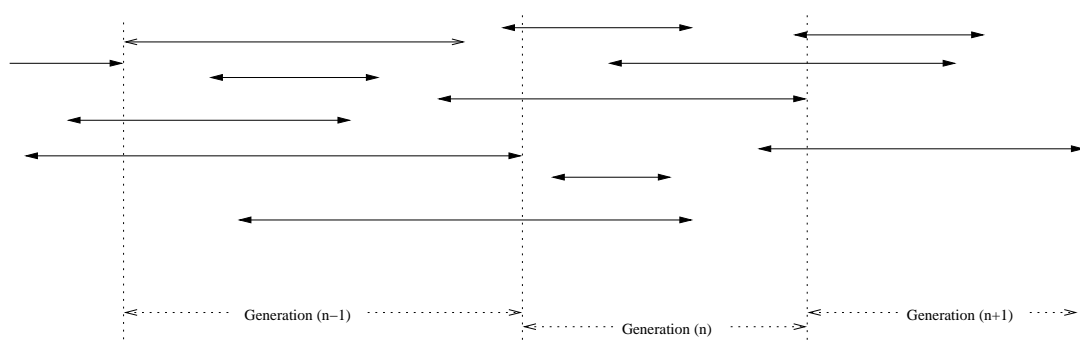 Generation (n−1)
Generation (n)
Generation (n+1)